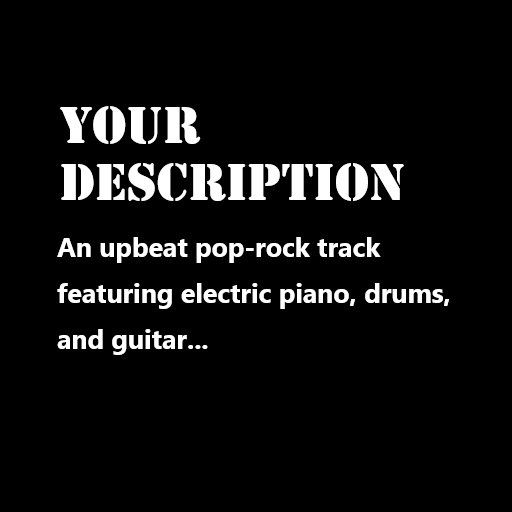 YOUR
DESCRIPTION
An upbeat pop-rock track
featuring electric piano, drums,
and guitar...